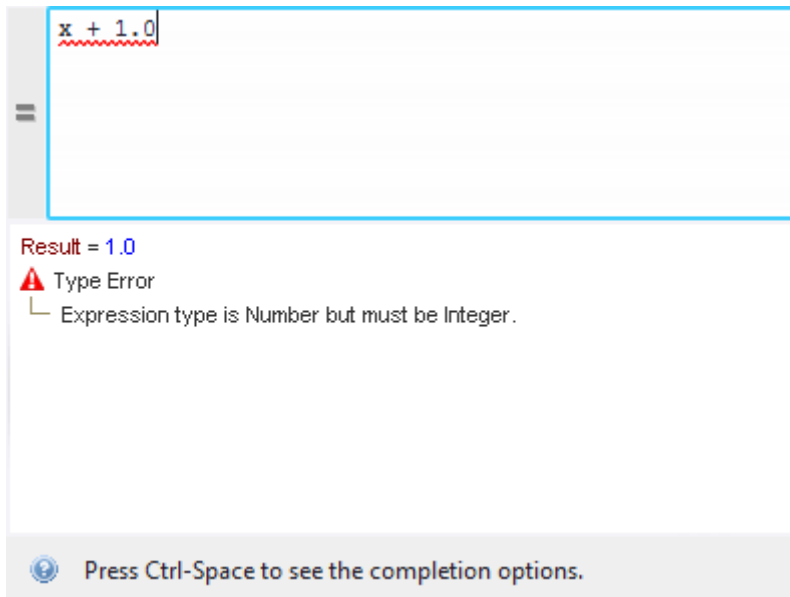 x + 1.0
=
Result = 1.0
Type Error
Expression type is Number but must be Integer.
Press Ctrl-Space to see the completion options.